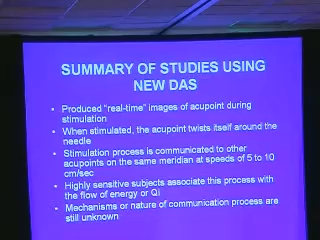 SUMMARY OF STUDIES USING
NEW DAS
• Produced "real-time" images of acupoint during
stimulation
• When stimulated, the acupoint twists itself around the
needle
• Stimulation process is communicated to other
acupoints on the same meridian at speeds of 5 to 10
cm/sec
• Highly sensitive subjects associate this process with
the flow of energy or Qi
• Mechanisms or nature of communication process are
still unknown